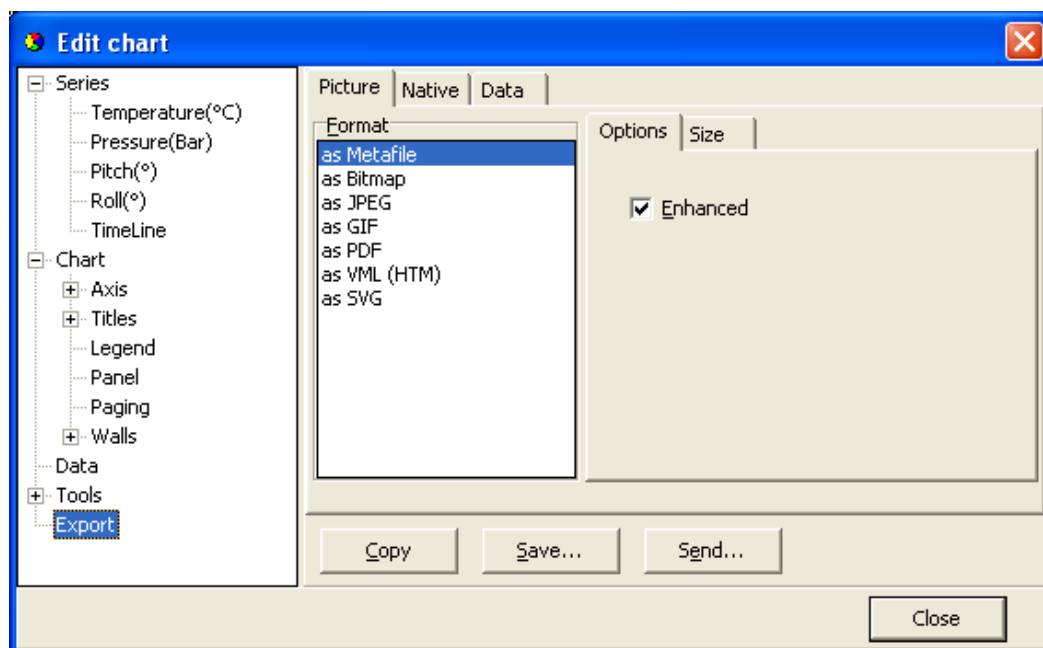 Edit chart
Series
Temperature(°C)
Pressure(Bar)
Pitch(°)
Roll(°)
TimeLine
Chart
Axis
Titles
Legend
Panel
Paging
Walls
Data
Tools
Export
Picture Native Data
Format
as Metafile
as Bitmap
as JPEG
as GIF
as PDF
as VML (HTM)
as SVG
Options Size
Enhanced
Copy Save... Send...
Close